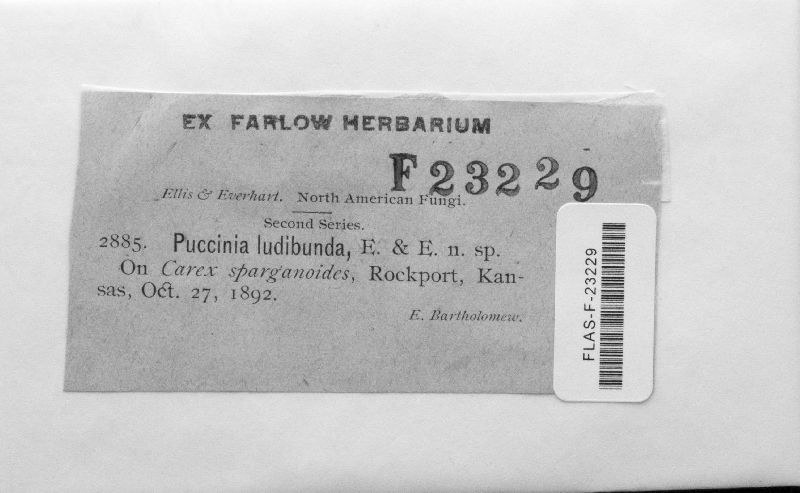 EX FARLOW HERBARIUM
F 23229
Ellis & Everhart. North American Fungi.
Second Series.
2885. Puccinia ludibunda, E. & E. n. sp.
On Carex sparganoides, Rockport, Kan-
sas, Oct. 27, 1892.
E. Bartholomew.
FLAS-F-23229